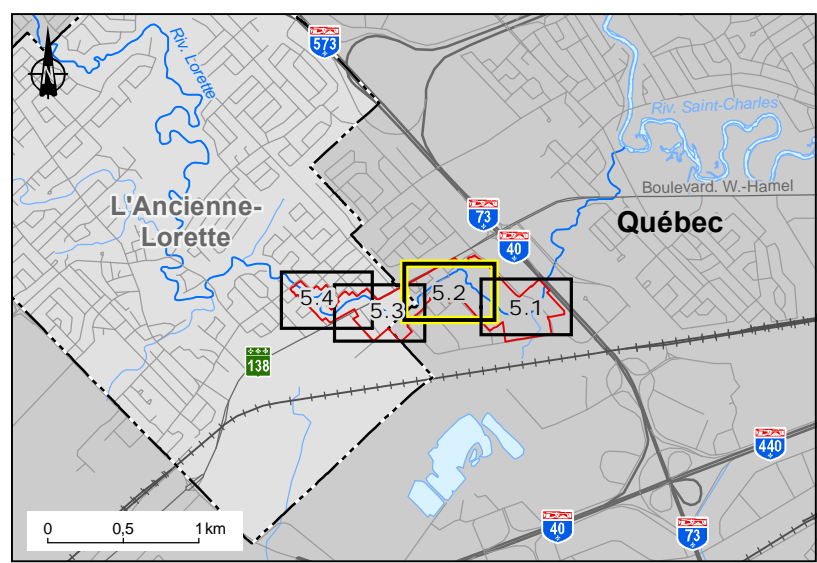 573
Riv. Lorette
Riv. Saint-Charles
Boulevard. W.-Hamel
L'Ancienne-
Lorette
73
Québec
40
5.4
5.3
5.2
5.1
138
440
40
73
0
0,5
1 km